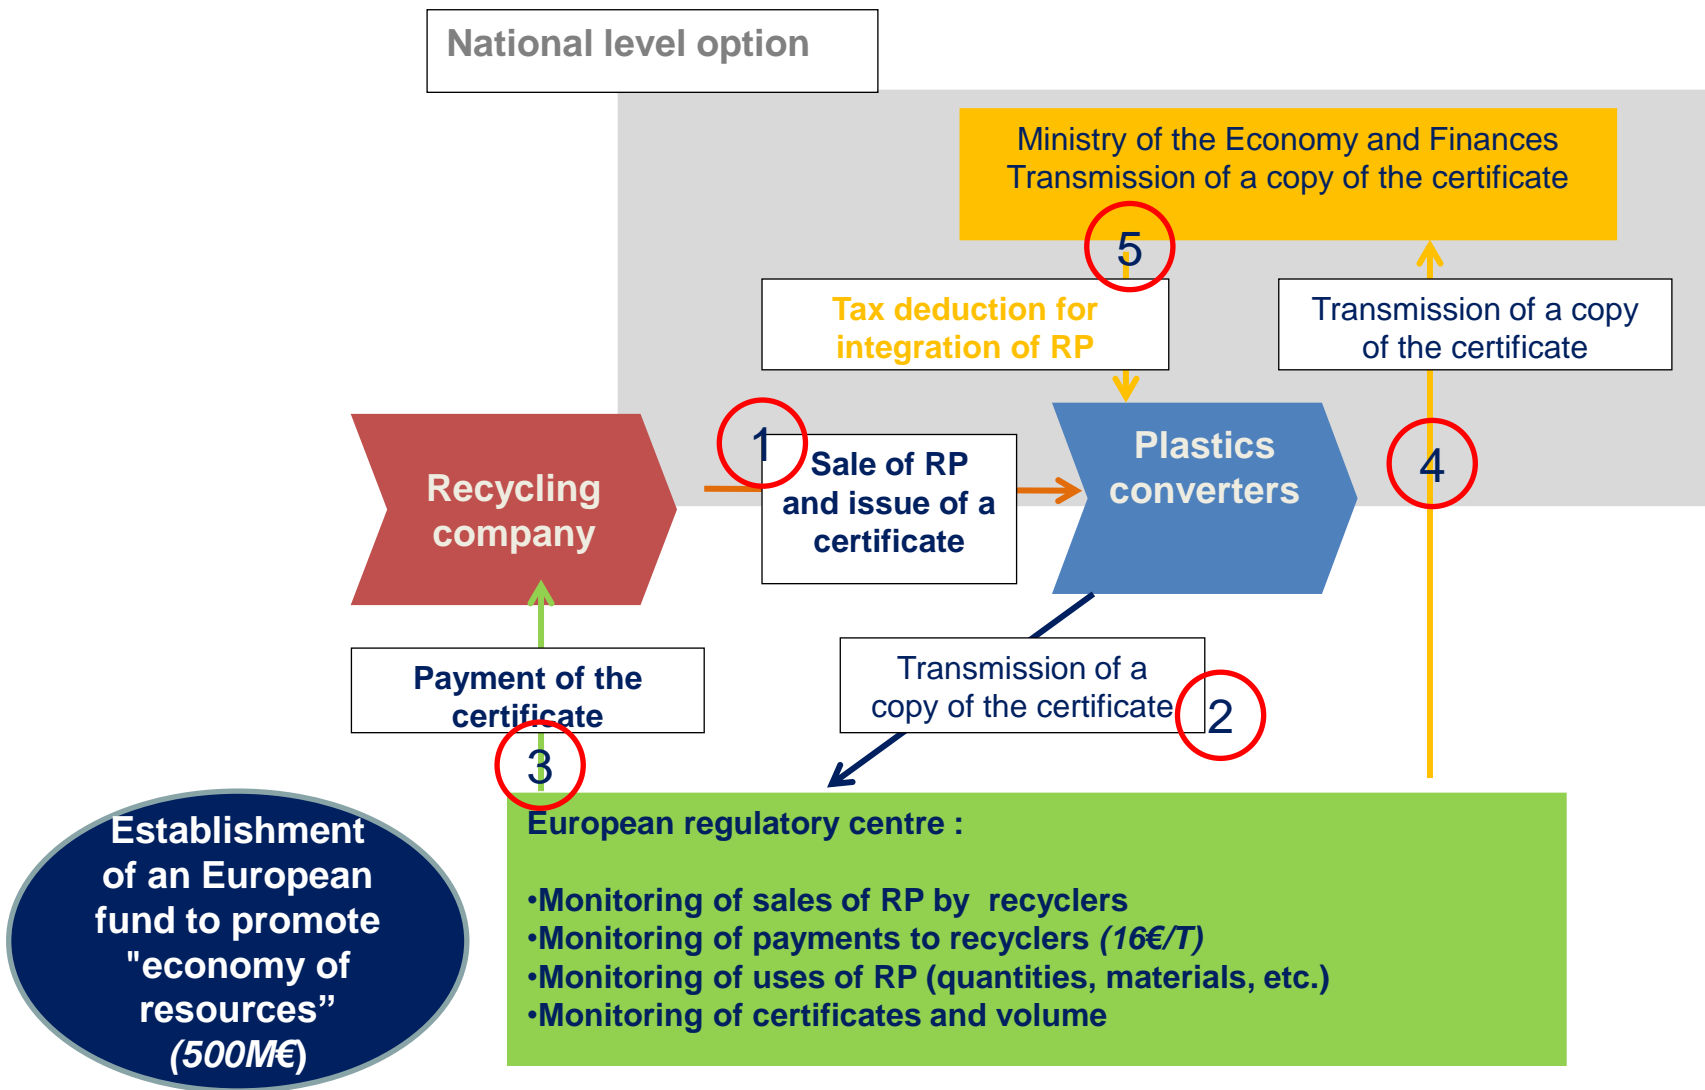 National level option
Ministry of the Economy and Finances
Transmission of a copy of the certificate
5
Tax deduction for
integration of RP
Transmission of a copy
of the certificate
1
Sale of RP
and issue of a
certificate
Recycling
company
Plastics
converters
4
Payment of the
certificate
3
Transmission of a
copy of the certificate
2
Establishment
of an European
fund to promote
"economy of
resources”
(500M€)
European regulatory centre :
•Monitoring of sales of RP by  recyclers
•Monitoring of payments to recyclers (16€/T)
•Monitoring of uses of RP (quantities, materials, etc.)
•Monitoring of certificates and volume